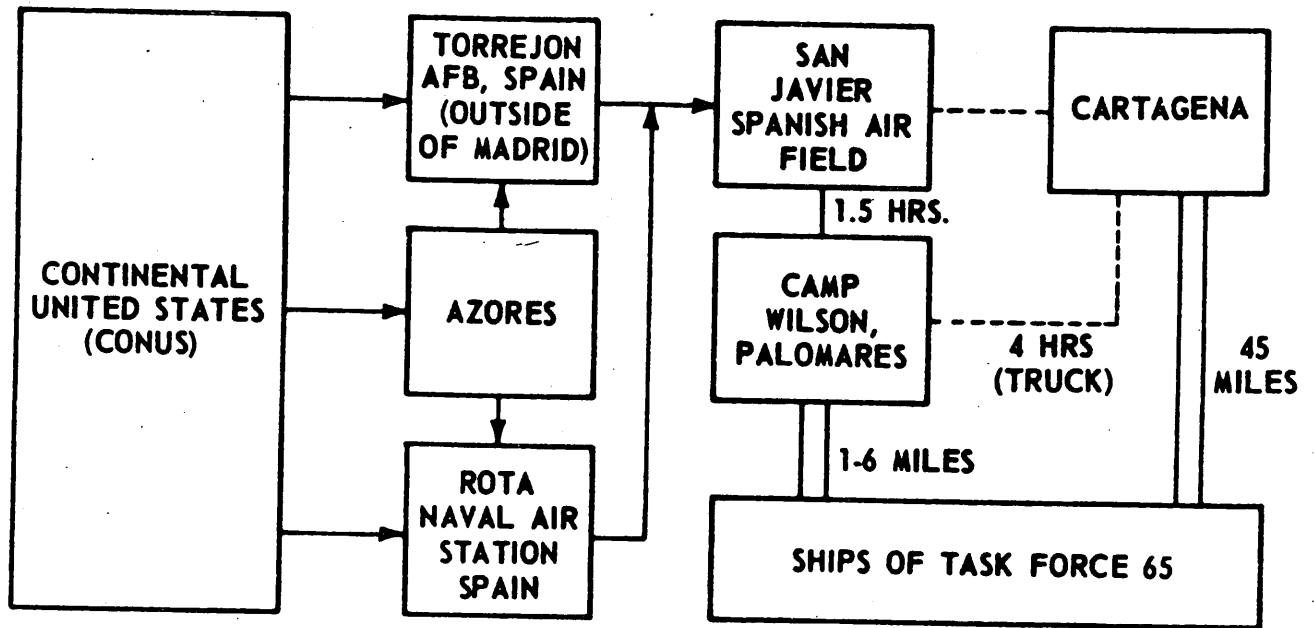 CONTINENTAL
UNITED STATES
(CONUS)
TORREJON
AFB, SPAIN
(OUTSIDE
OF MADRID)
AZORES
ROTA
NAVAL AIR
STATION
SPAIN
SAN
JAVIER
SPANISH AIR
FIELD
1.5 HRS.
CAMP
WILSON,
PALOMARES
CARTAGENA
4 HRS
(TRUCK)
45
MILES
1-6 MILES
SHIPS OF TASK FORCE 65